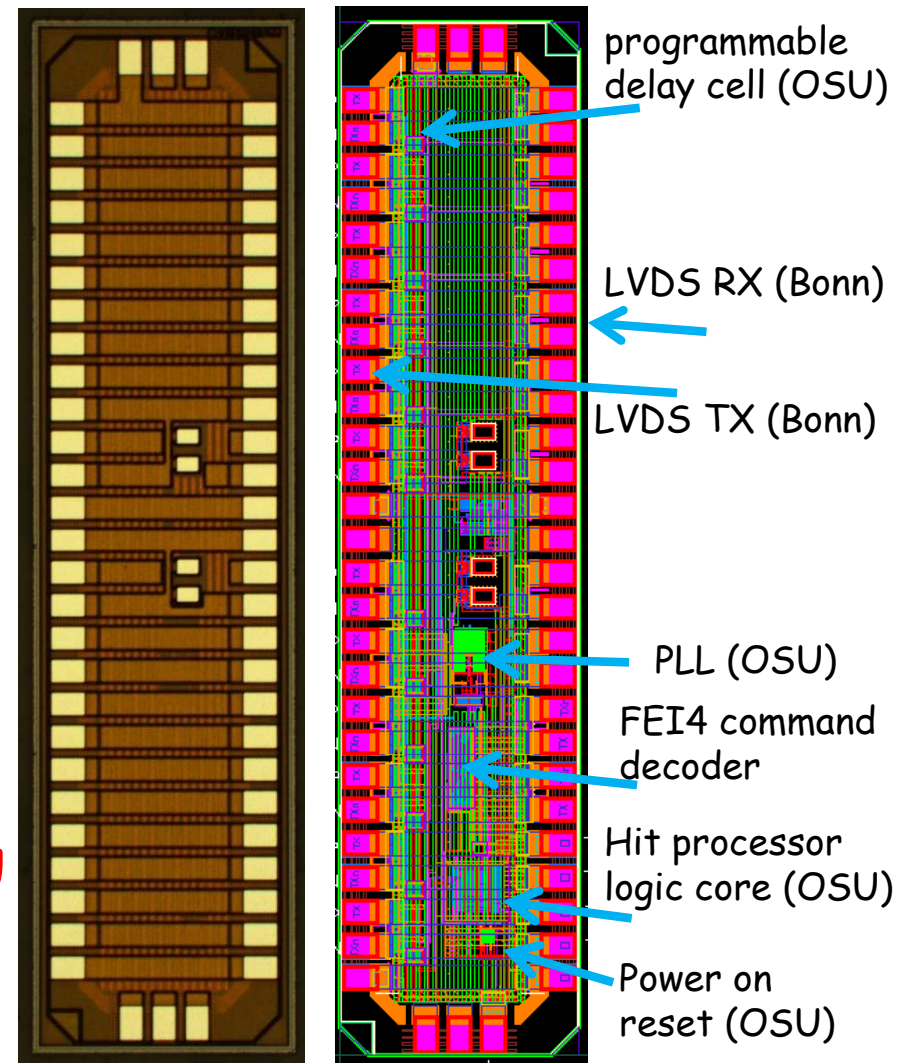 programmable
delay cell (OSU)
LVDS RX (Bonn)
LVDS TX (Bonn)
PLL (OSU)
FEI4 command
decoder
Hit processor
logic core (OSU)
Power on
reset (OSU)